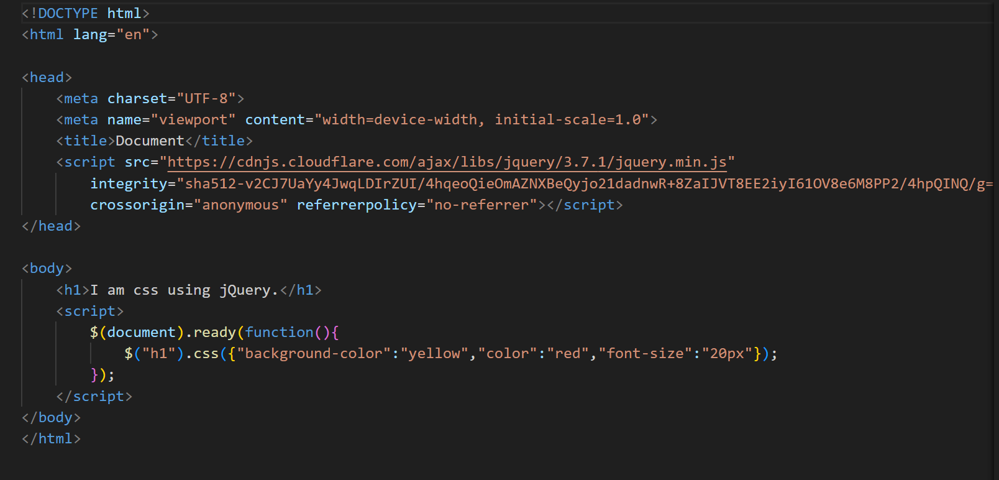 <!DOCTYPE html>
<html lang="en">
<head>
<meta charset="UTF-8">
<meta name="viewport" content="width=device-width, initial-scale=1.0">
<title>Document</title>
<script src="https://cdnjs.cloudflare.com/ajax/libs/jquery/3.7.1/jquery.min.js"
integrity="sha512-v2CJ7UaYy4JwqLDIrZUI/4hqeoQieOmAZNXBeQyjo21dadnwR+8ZaIJVT8EE2iyI61OV8e6M8PP2/4hpQINQ/g=
crossorigin="anonymous" referrerpolicy="no-referrer"></script>
</head>
<body>
<h1>I am css using jQuery.</h1>
<script>
$(document).ready(function(){
$("h1").css({"background-color":"yellow","color":"red","font-size":"20px"});
});
</script>
</body>
</html>